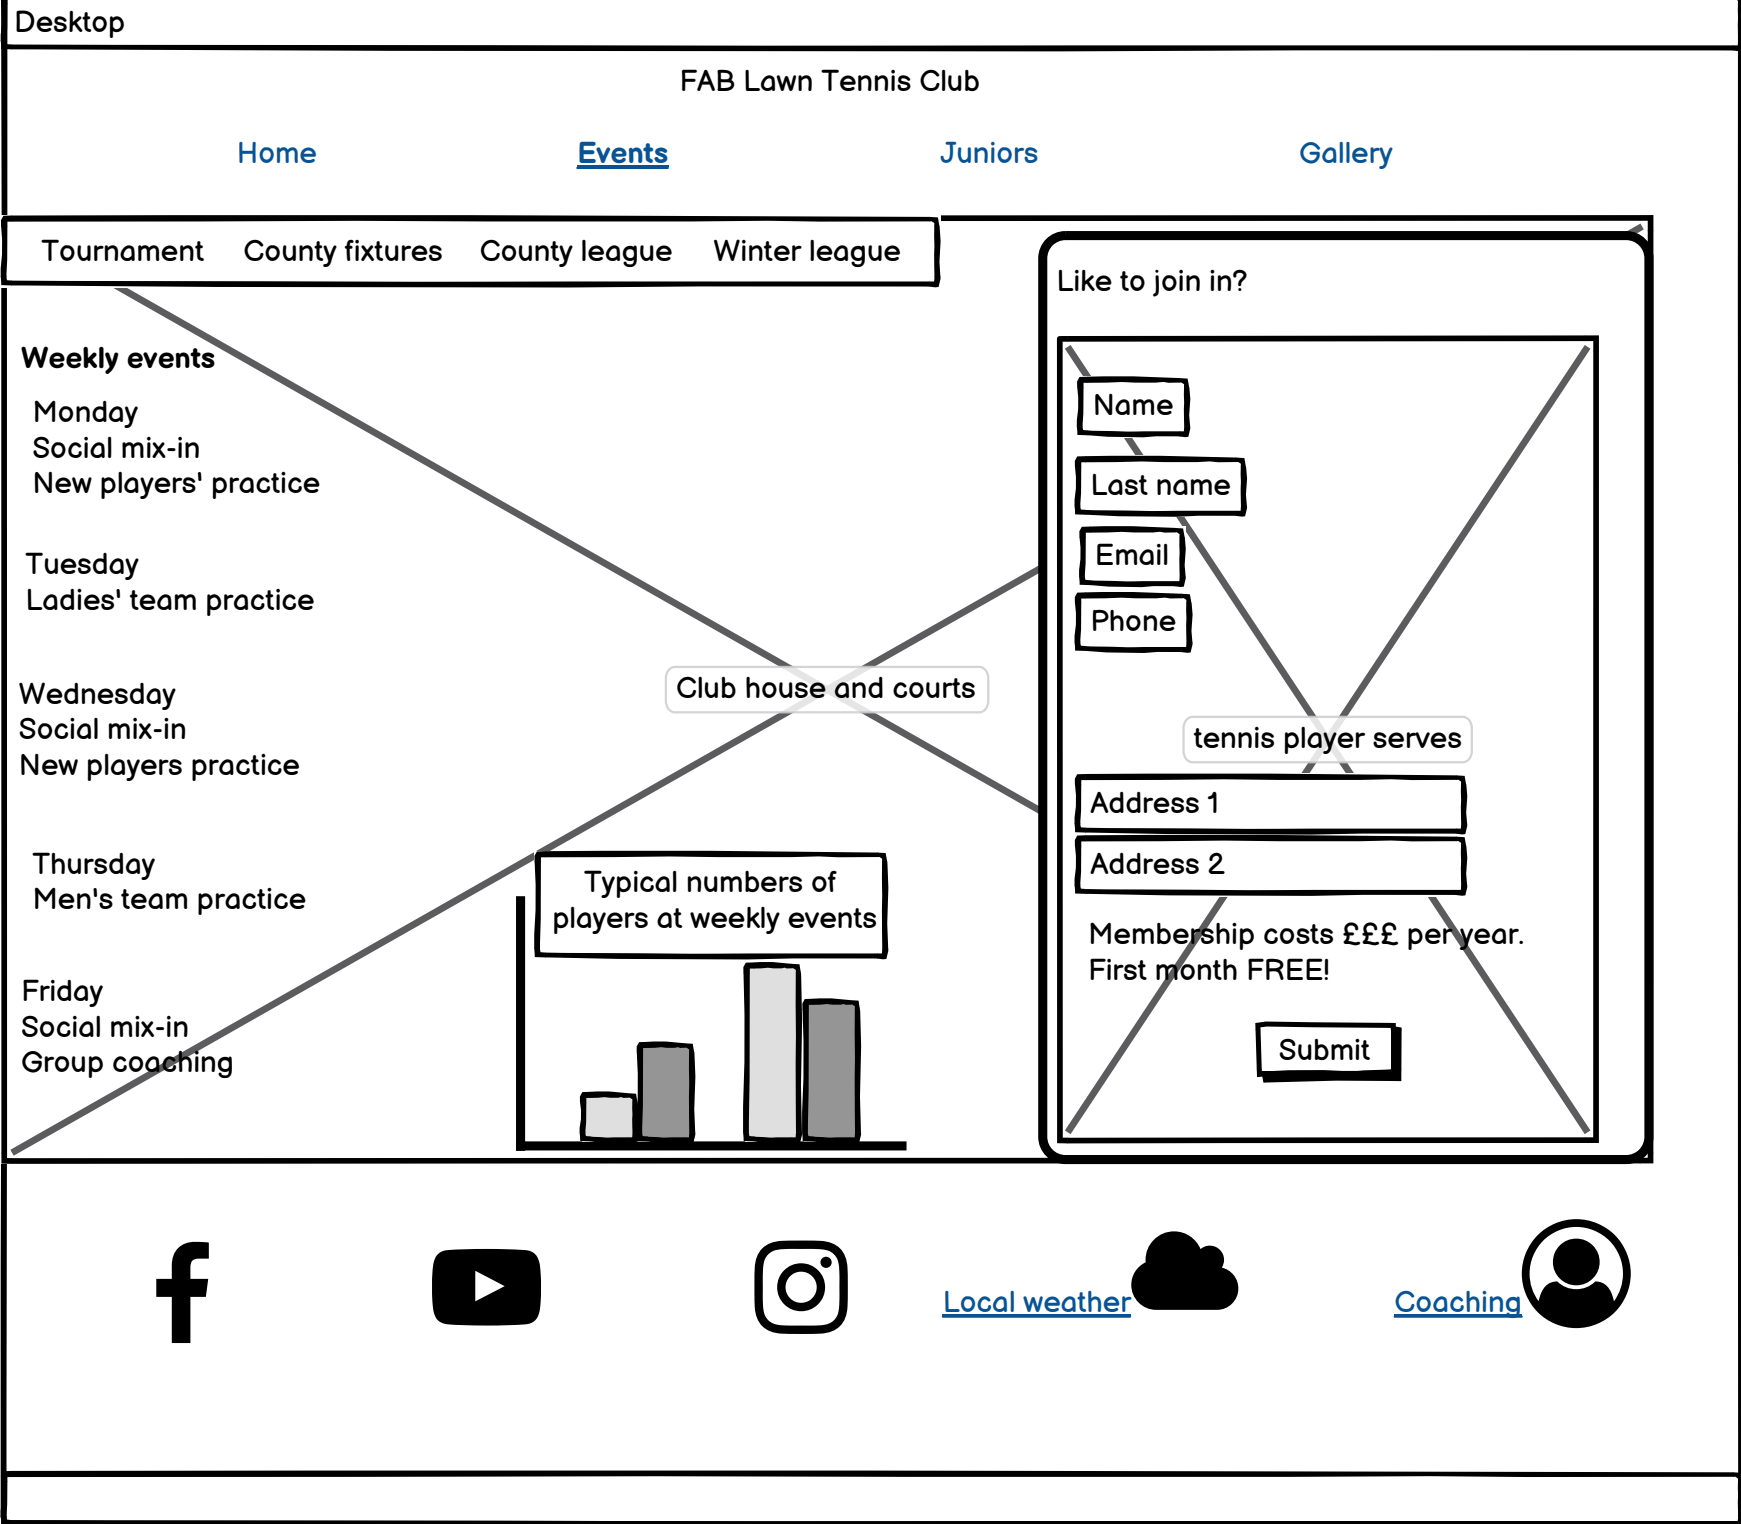 Desktop
FAB Lawn Tennis Club
Home
Events
Juniors
Gallery
Tournament
County fixtures
County league
Winter league
Weekly events
Monday
Social mix-in
New players' practice
Tuesday
Ladies' team practice
Wednesday
Social mix-in
New players practice
Thursday
Men's team practice
Friday
Social mix-in
Group coaching
Club house and courts
Typical numbers of
players at weekly events
Like to join in?
Name
Last name
Email
Phone
tennis player serves
Address 1
Address 2
Membership costs £££ per year.
First month FREE!
Submit
Local weather
Coaching